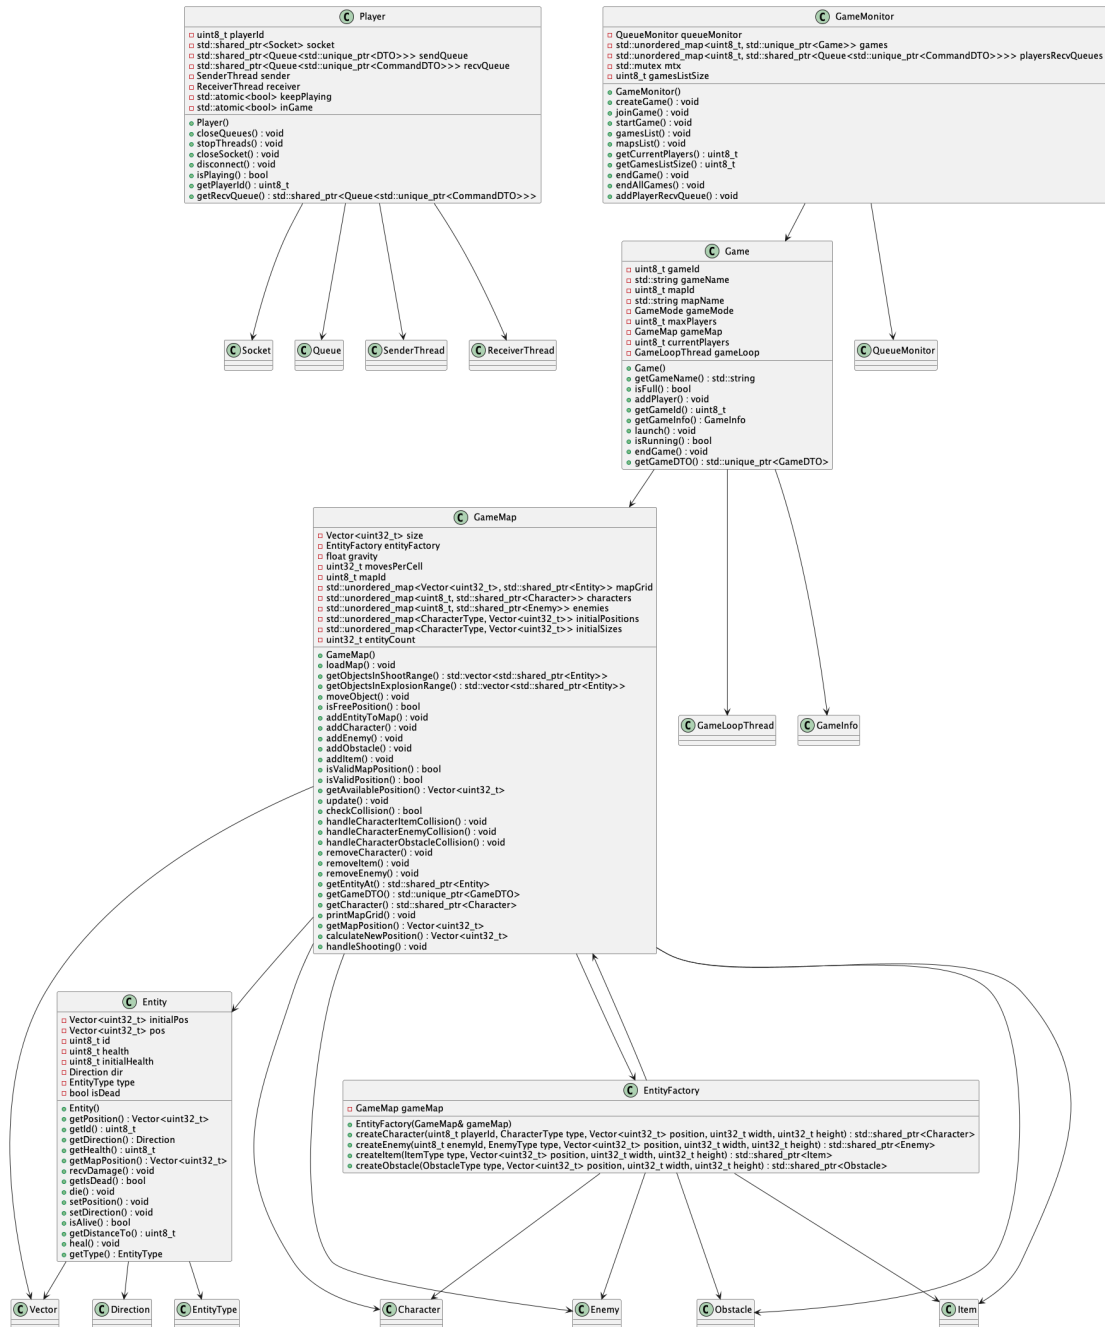 C Player
uint8_t playerId
std::shared_ptr<Socket> socket
std::shared_ptr<Queue<std::unique_ptr<DTO>>> sendQueue
std::shared_ptr<Queue<std::unique_ptr<CommandDTO>>> recvQueue
SenderThread sender
ReceiverThread receiver
std::atomic<bool> keepPlaying
std::atomic<bool> inGame
Player()
closeQueues() : void
stopThreads() : void
closeSocket() : void
disconnect() : void
isPlaying() : bool
getPlayerId() : uint8_t
getRecvQueue() : std::shared_ptr<Queue<std::unique_ptr<CommandDTO>>>
C GameMonitor
QueueMonitor queueMonitor
std::unordered_map<uint8_t, std::unique_ptr<Game>> games
std::unordered_map<uint8_t, std::shared_ptr<Queue<std::unique_ptr<CommandDTO>>>> playersRecvQueues
std::mutex mtx
uint8_t gamesListSize
GameMonitor()
createGame() : void
joinGame() : void
startGame() : void
gamesList() : void
mapsList() : void
getCurrentPlayers() : uint8_t
getGamesListSize() : uint8_t
endGame() : void
endAllGames() : void
addPlayerRecvQueue() : void
C Game
uint8_t gameId
std::string gameName
uint8_t mapId
std::string mapName
GameMode gameMode
uint8_t maxPlayers
GameMap gameMap
uint8_t currentPlayers
GameLoopThread gameLoop
Game()
getGameName() : std::string
isFull() : bool
addPlayer() : void
getGameId() : uint8_t
getGameInfo() : GameInfo
launch() : void
isRunning() : bool
endGame() : void
getGameDTO() : std::unique_ptr<GameDTO>
C Socket
C Queue
C SenderThread
C ReceiverThread
C QueueMonitor
C GameMap
Vector<uint32_t> size
EntityFactory entityFactory
float gravity
uint32_t movesPerCell
uint8_t mapId
std::unordered_map<Vector<uint32_t>, std::shared_ptr<Entity>> mapGrid
std::unordered_map<uint8_t, std::shared_ptr<Character>> characters
std::unordered_map<uint8_t, std::shared_ptr<Enemy>> enemies
std::unordered_map<CharacterType, Vector<uint32_t>> initialPositions
std::unordered_map<CharacterType, Vector<uint32_t>> initialSizes
uint32_t entityCount
GameMap()
loadMap() : void
getObjectsInShootRange() : std::vector<std::shared_ptr<Entity>>
getObjectsInExplosionRange() : std::vector<std::shared_ptr<Entity>>
moveObject() : void
isFreePosition() : bool
addEntityToMap() : void
addCharacter() : void
addEnemy() : void
addObstacle() : void
addItem() : void
isValidMapPosition() : bool
isValidPosition() : bool
getAvailablePosition() : Vector<uint32_t>
update() : void
checkCollision() : bool
handleCharacterItemCollision() : void
handleCharacterEnemyCollision() : void
handleCharacterObstacleCollision() : void
removeCharacter() : void
removeItem() : void
removeEnemy() : void
getEntityAt() : std::shared_ptr<Entity>
getGameDTO() : std::unique_ptr<GameDTO>
getCharacter() : std::shared_ptr<Character>
printMapGrid() : void
getMapPosition() : Vector<uint32_t>
calculateNewPosition() : Vector<uint32_t>
handleShooting() : void
C GameLoopThread
C GameInfo
C Entity
Vector<uint32_t> initialPos
Vector<uint32_t> pos
uint8_t id
uint8_t health
uint8_t initialHealth
Direction dir
EntityType type
bool isDead
Entity()
getPosition() : Vector<uint32_t>
getId() : uint8_t
getDirection() : Direction
getHealth() : uint8_t
getMapPosition() : Vector<uint32_t>
recvDamage() : void
getIsDead() : bool
die() : void
setPosition() : void
setDirection() : void
isAlive() : bool
getDistanceTo() : uint8_t
heal() : void
getType() : EntityType
C EntityFactory
GameMap gameMap
EntityFactory(GameMap& gameMap)
createCharacter(uint8_t playerId, CharacterType type, Vector<uint32_t> position, uint32_t width, uint32_t height) : std::shared_ptr<Character>
createEnemy(uint8_t enemyId, EnemyType type, Vector<uint32_t> position, uint32_t width, uint32_t height) : std::shared_ptr<Enemy>
createItem(ItemType type, Vector<uint32_t> position, uint32_t width, uint32_t height) : std::shared_ptr<Item>
createObstacle(ObstacleType type, Vector<uint32_t> position, uint32_t width, uint32_t height) : std::shared_ptr<Obstacle>
C Vector
C Direction
C EntityType
C Character
C Enemy
C Obstacle
C Item